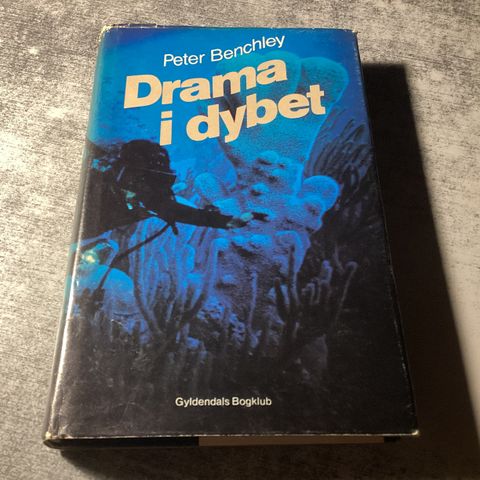 Peter Benchley
Drama
i dybet
Gyldendals Bogklub